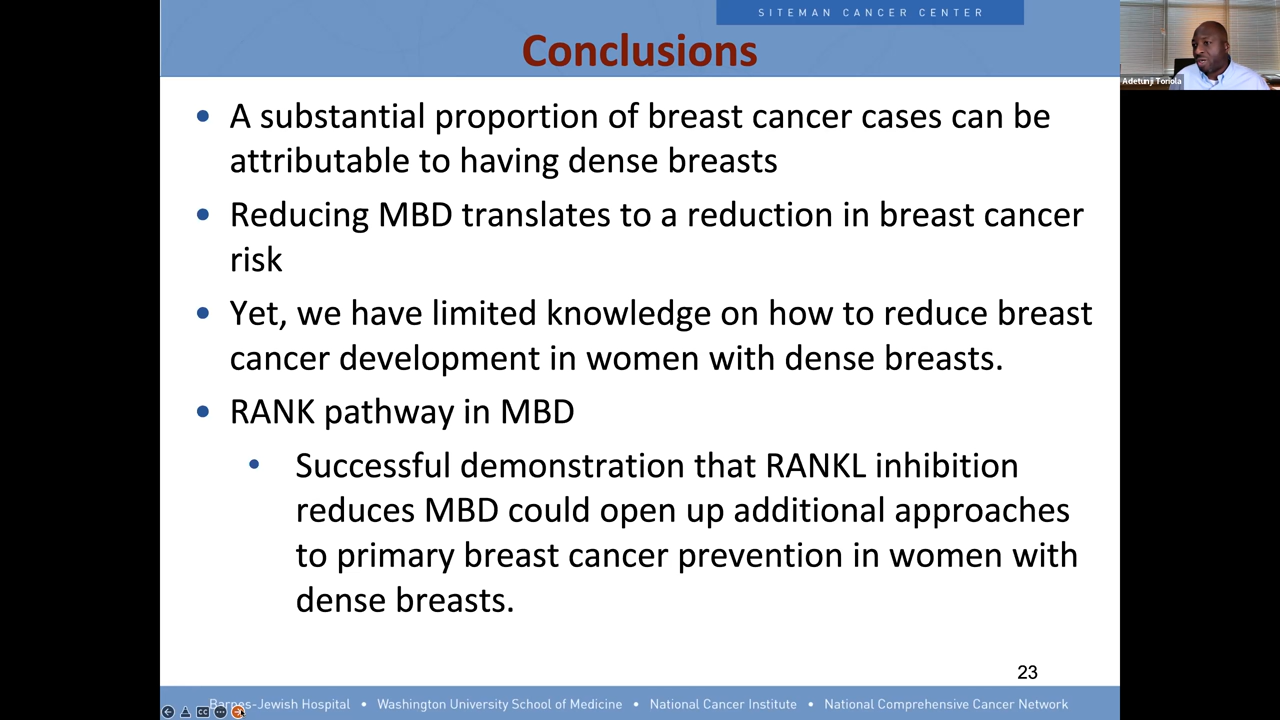 SITEMAN CANCER CENTER
Conclusions
Adetunji Toriola
• A substantial proportion of breast cancer cases can be
attributable to having dense breasts
• Reducing MBD translates to a reduction in breast cancer
risk
• Yet, we have limited knowledge on how to reduce breast
cancer development in women with dense breasts.
• RANK pathway in MBD
• Successful demonstration that RANKL inhibition
reduces MBD could open up additional approaches
to primary breast cancer prevention in women with
dense breasts.
23
Barnes-Jewish Hospital • Washington University School of Medicine • National Cancer Institute • National Comprehensive Cancer Network
CC